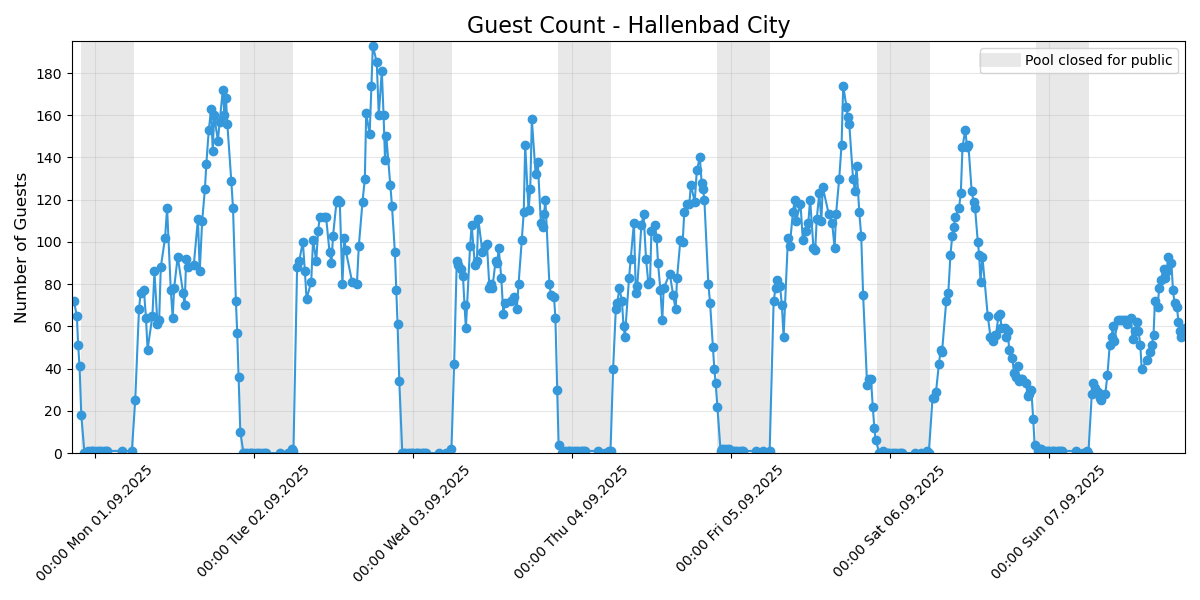 Guest Count - Hallenbad City
Pool closed for public
Number of Guests
180
160
140
120
100
80
60
40
20
0
00:00 Mon 01.09.2025
00:00 Tue 02.09.2025
00:00 Wed 03.09.2025
00:00 Thu 04.09.2025
00:00 Fri 05.09.2025
00:00 Sat 06.09.2025
00:00 Sun 07.09.2025